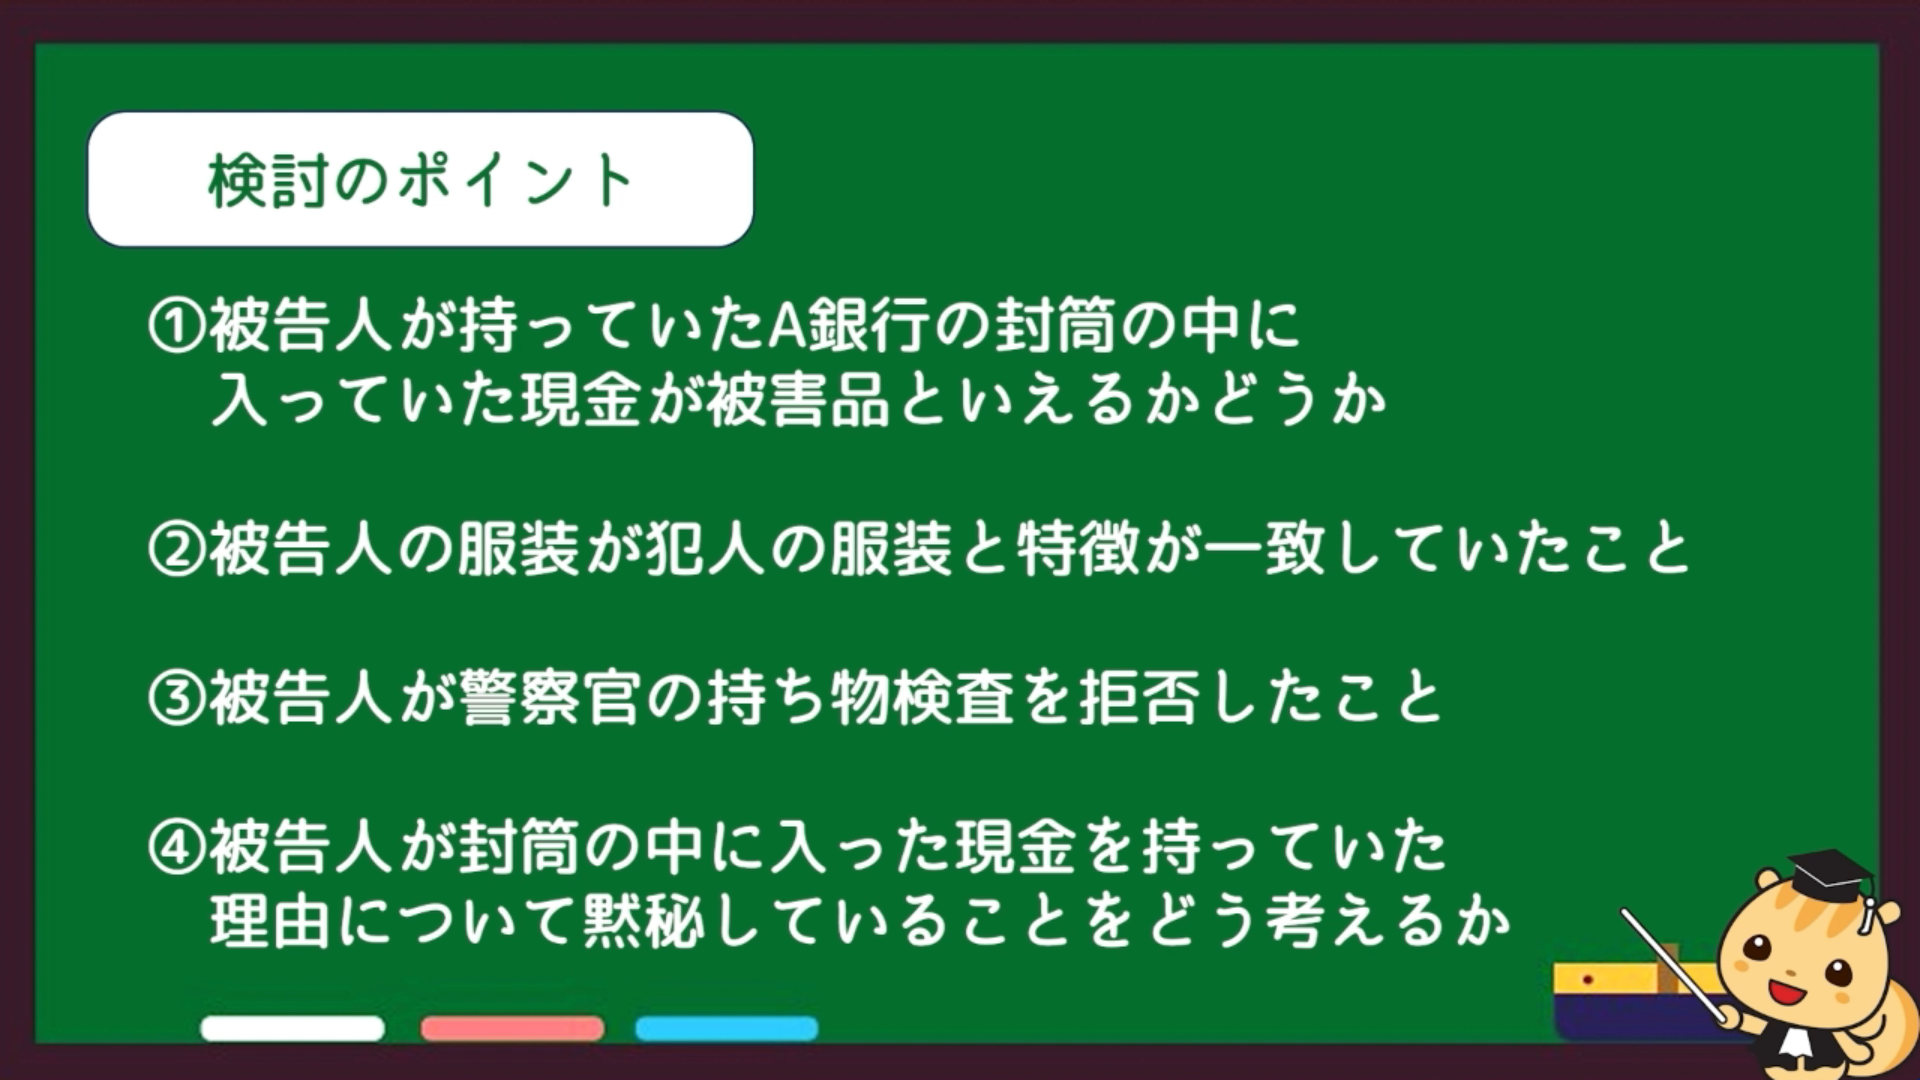 検討のポイント
①被告人が持っていたA銀行の封筒の中に
入っていた現金が被害品といえるかどうか
②被告人の服装が犯人の服装と特徴が一致していたこと
③被告人が警察官の持ち物検査を拒否したこと
④被告人が封筒の中に入った現金を持っていた
理由について黙秘していることをどう考えるか